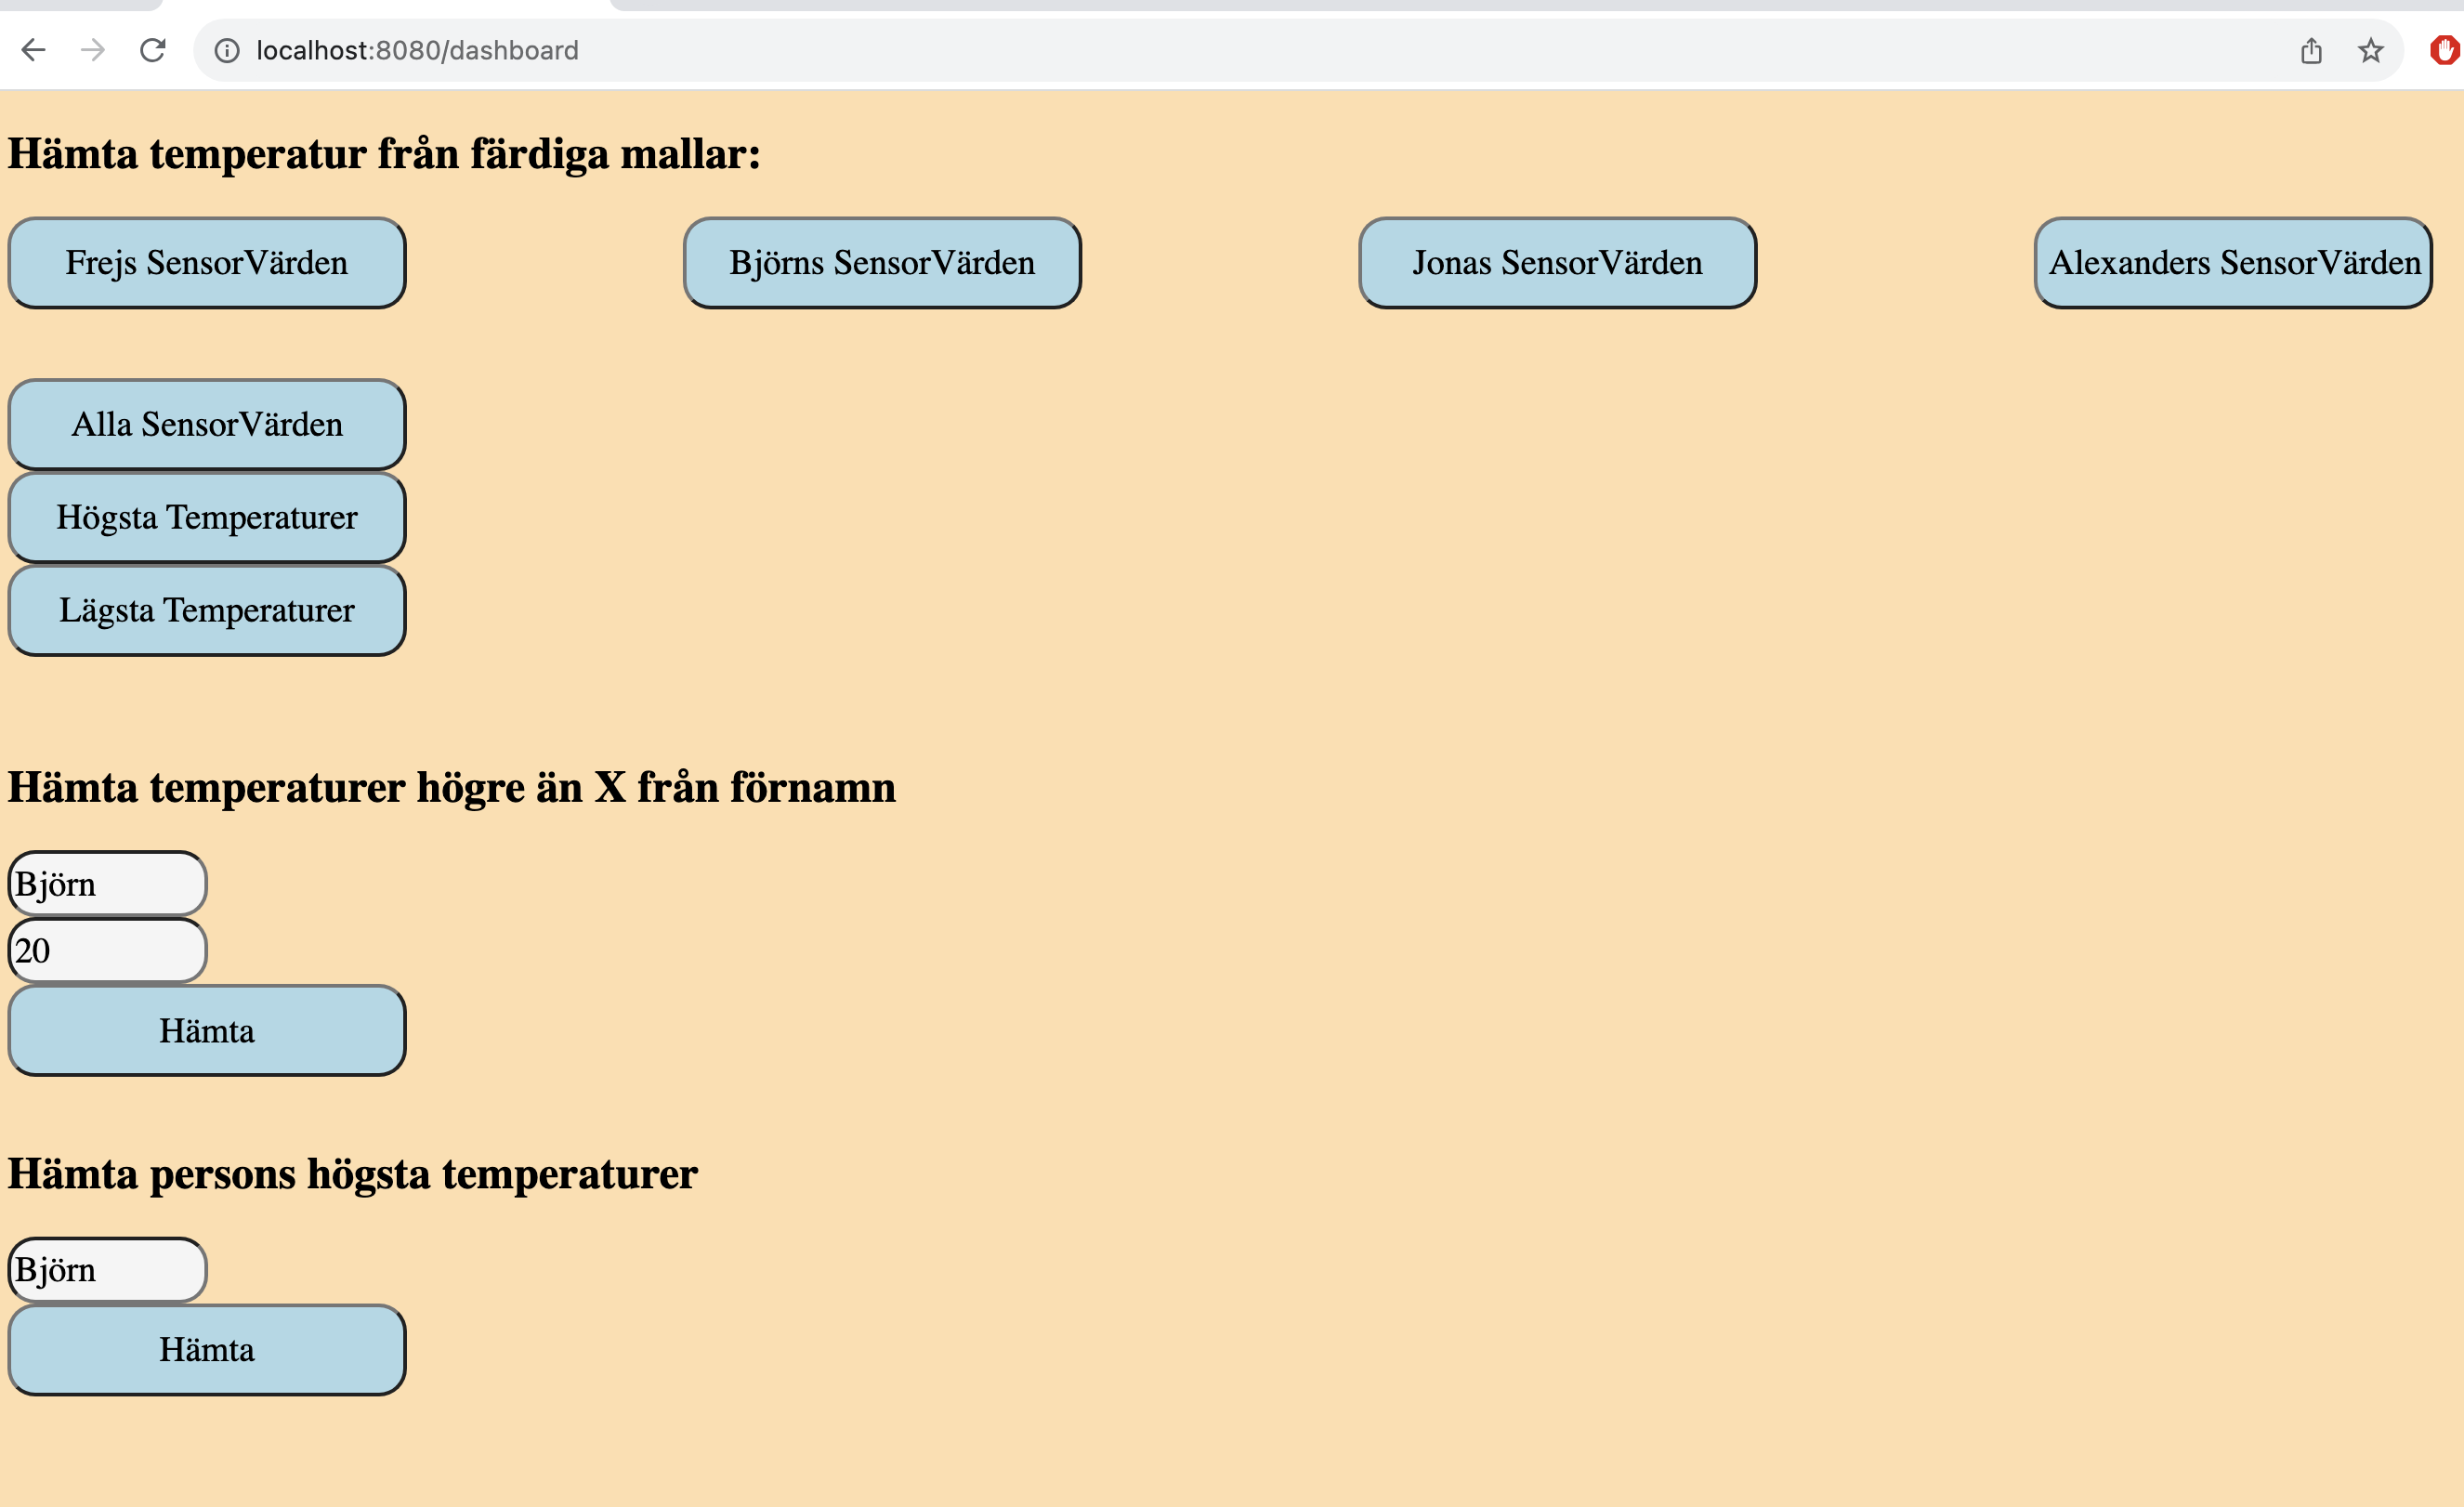 localhost:8080/dashboard
Hämta temperatur från färdiga mallar:
Frejs SensorVärden Björns SensorVärden Jonas SensorVärden Alexanders SensorVärden
Alla SensorVärden
Högsta Temperaturer
Lägsta Temperaturer
Hämta temperaturer högre än X från förnamn
Björn
20
Hämta
Hämta persons högsta temperaturer
Björn
Hämta